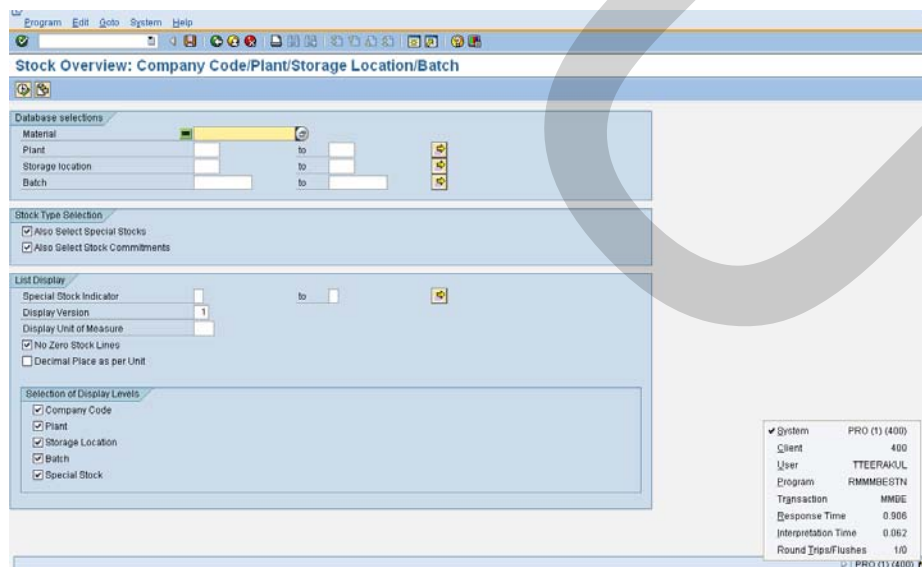 Program Edit Goto System Help
Stock Overview: Company Code/Plant/Storage Location/Batch
Database selections
Material
Plant to
Storage location to
Batch to
Stock Type Selection
Also Select Special Stocks
Also Select Stock Commitments
List Display
Special Stock Indicator to
Display Version 1
Display Unit of Measure
No Zero Stock Lines
Decimal Place as per Unit
Selection of Display Levels
Company Code
Plant
Storage Location
Batch
Special Stock
System PRO (1) (400)
Client 400
User TTEERAKUL
Program RMMMBESTN
Transaction MMBE
Response Time 0.906
Interpretation Time 0.062
Round Trips/Flushes 1/0
PRO (1) (400)